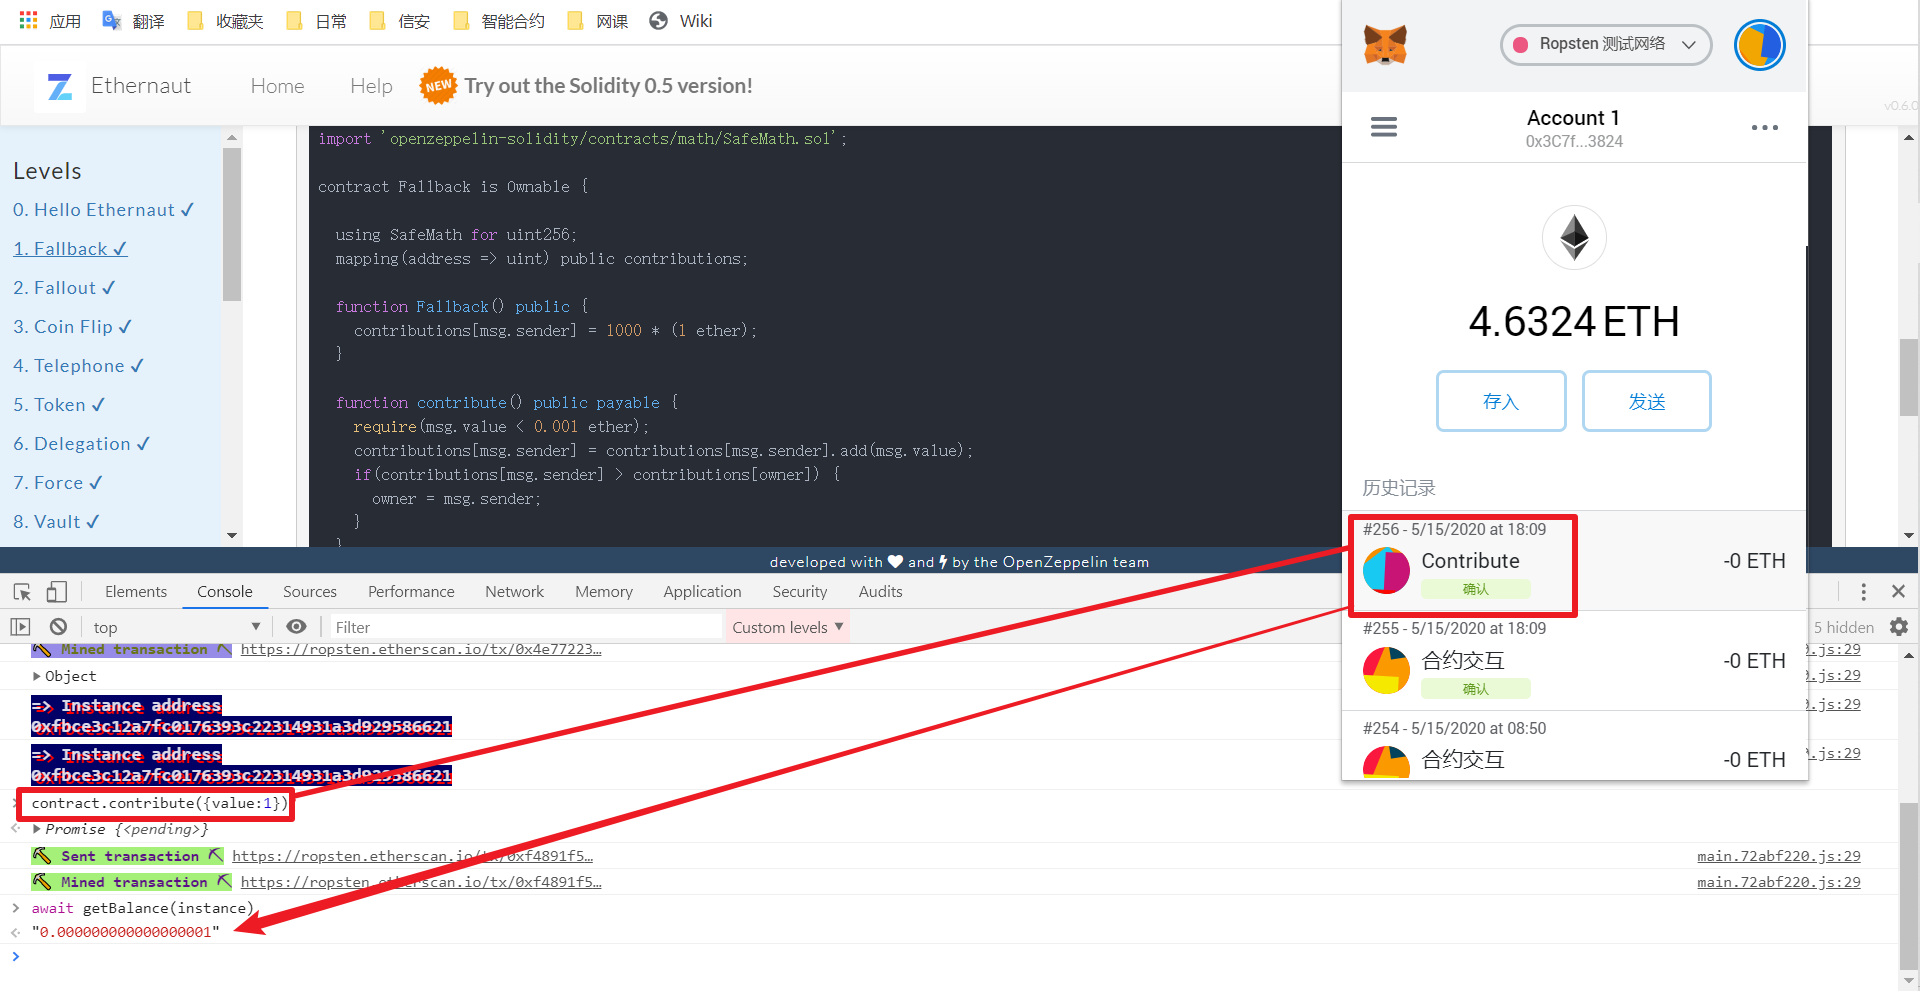 应用 翻译 收藏夹 日常 信安 智能合约 网课 Wiki
Ethernaut Home Help NEW Try out the Solidity 0.5 version!
v0.6.0
Levels
0. Hello Ethernaut ✓
1. Fallback ✓
2. Fallout ✓
3. Coin Flip ✓
4. Telephone ✓
5. Token ✓
6. Delegation ✓
7. Force ✓
8. Vault ✓
import 'openzeppelin-solidity/contracts/math/SafeMath.sol';
contract Fallback is Ownable {
using SafeMath for uint256;
mapping(address => uint) public contributions;
function Fallback() public {
contributions[msg.sender] = 1000 * (1 ether);
}
function contribute() public payable {
require(msg.value < 0.001 ether);
contributions[msg.sender] = contributions[msg.sender].add(msg.value);
if(contributions[msg.sender] > contributions[owner]) {
owner = msg.sender;
}
}
developed with ♥ and by the OpenZeppelin team
Ropsten 测试网络
Account 1
0x3C7f...3824
4.6324 ETH
存入 发送
历史记录
#256 - 5/15/2020 at 18:09
Contribute -0 ETH
确认
#255 - 5/15/2020 at 18:09
合约交互 -0 ETH
确认
#254 - 5/15/2020 at 08:50
合约交互 -0 ETH
Elements Console Sources Performance Network Memory Application Security Audits
top Filter Custom levels ▼ 5 hidden
Mined transaction https://ropsten.etherscan.io/tx/0x4e77223… .js:29
Object .js:29
=> Instance address .js:29
0xfbce3c12a7fc0176393c22314931a3d929586621
=> Instance address .js:29
0xfbce3c12a7fc0176393c22314931a3d929586621
contract.contribute({value:1})
Promise {<pending>}
Sent transaction https://ropsten.etherscan.io/tx/0xf4891f5… main.72abf220.js:29
Mined transaction https://ropsten.etherscan.io/tx/0xf4891f5… main.72abf220.js:29
> await getBalance(instance)
"0.000000000000000001"
>